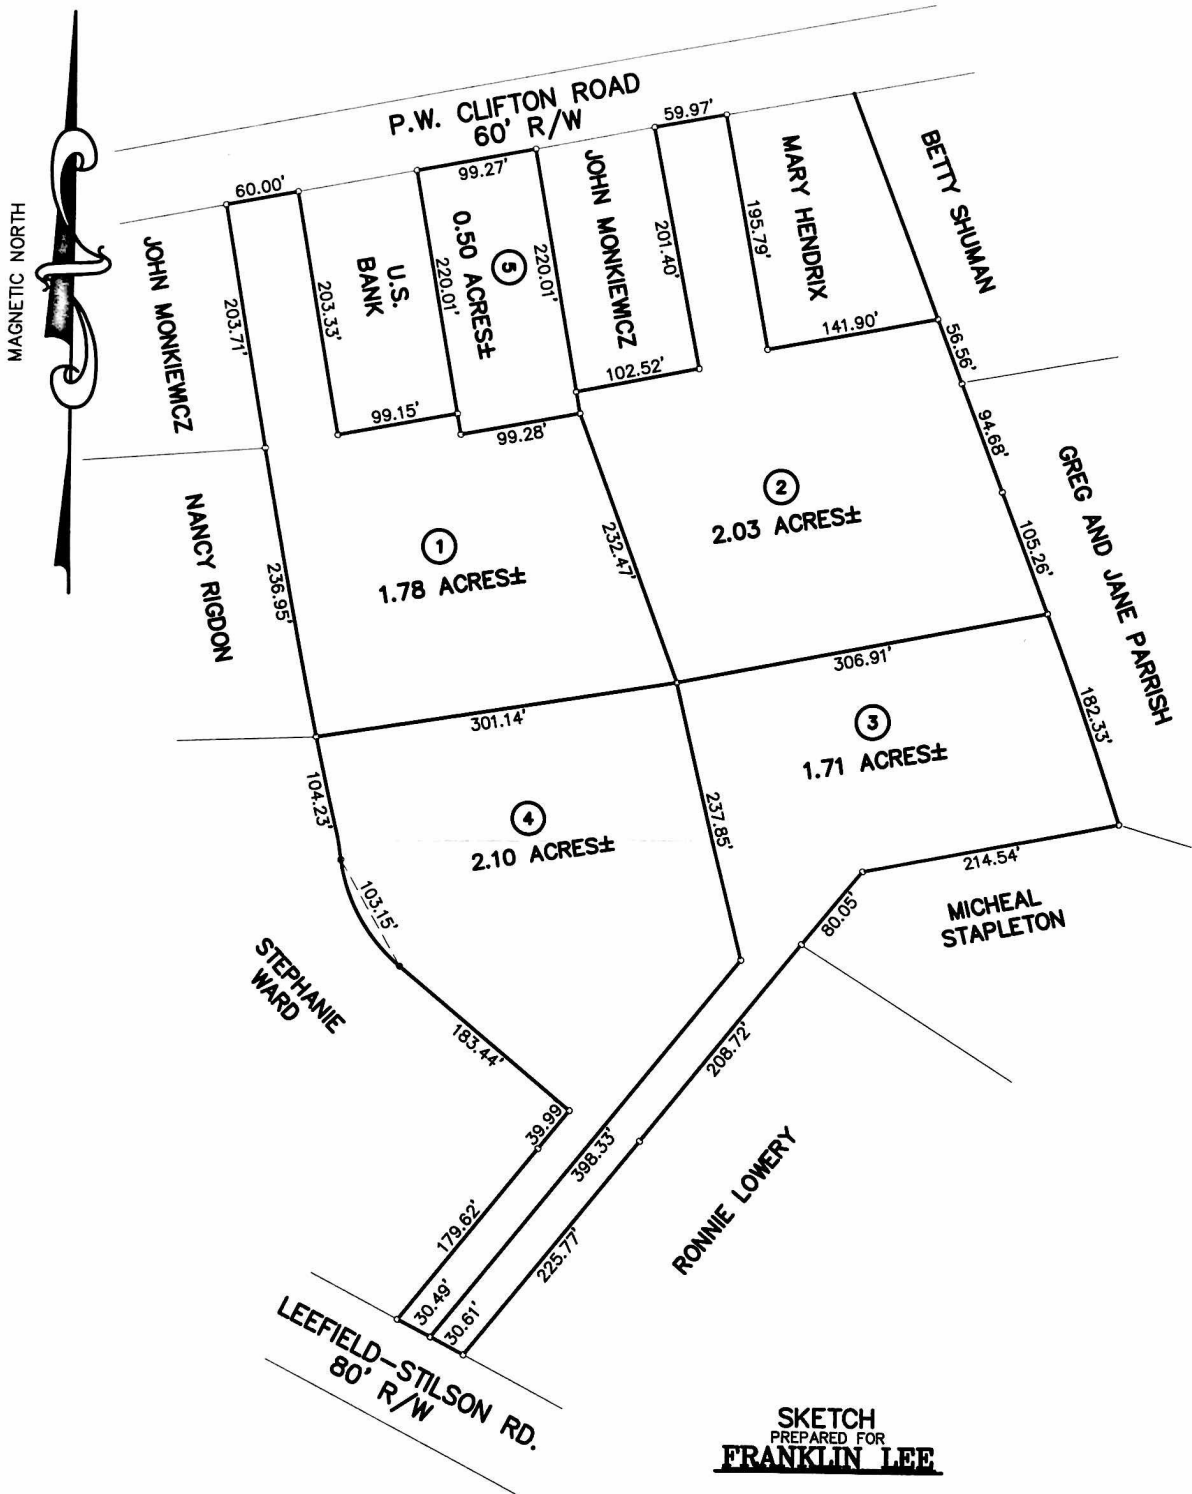 P.W. CLIFTON ROAD
60' R/W
59.97'
60.00'
99.27'
MAGNETIC NORTH
JOHN MONKIEWICZ
203.71'
203.33'
U.S.
BANK
220.01'
0.50 ACRES±
5
220.01'
JOHN MONKIEWICZ
201.40'
195.79'
MARY HENDRIX
BETTY SHUMAN
141.90'
56.56'
102.52'
99.15'
99.28'
94.68'
NANCY RIGDON
236.95'
1
1.78 ACRES±
232.47'
2
2.03 ACRES±
105.26'
GREG AND JANE PARRISH
306.91'
301.14'
182.33'
3
1.71 ACRES±
104.23'
4
2.10 ACRES±
237.85'
214.54'
80.05'
MICHEAL
STAPLETON
103.15'
STEPHANIE
WARD
183.44'
208.72'
39.99
398.33'
179.62'
225.77'
RONNIE LOWERY
30.49'
30.61'
LEEFIELD-STILSON RD.
80' R/W
SKETCH
PREPARED FOR
FRANKLIN LEE